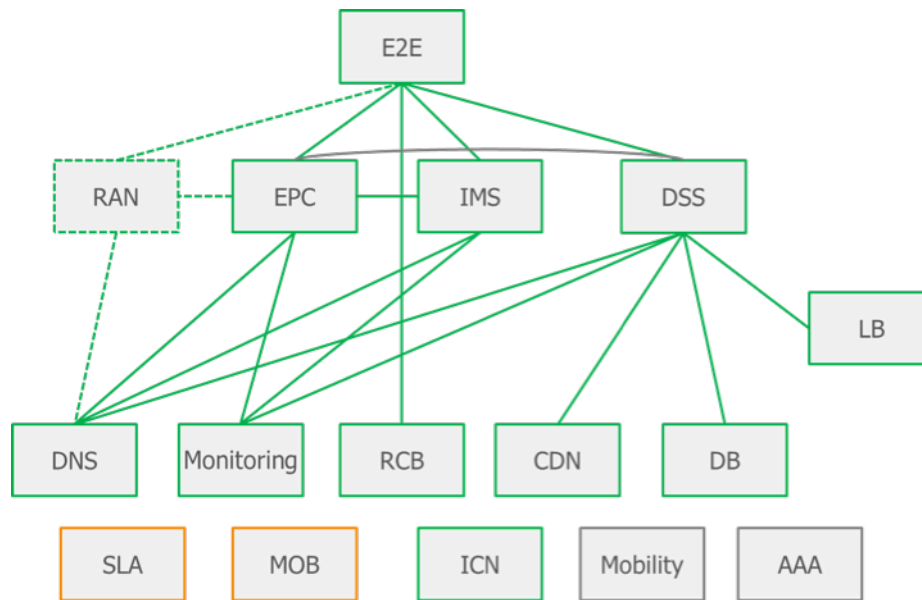 E2E
RAN
EPC
IMS
DSS
LB
DNS
Monitoring
RCB
CDN
DB
SLA
MOB
ICN
Mobility
AAA